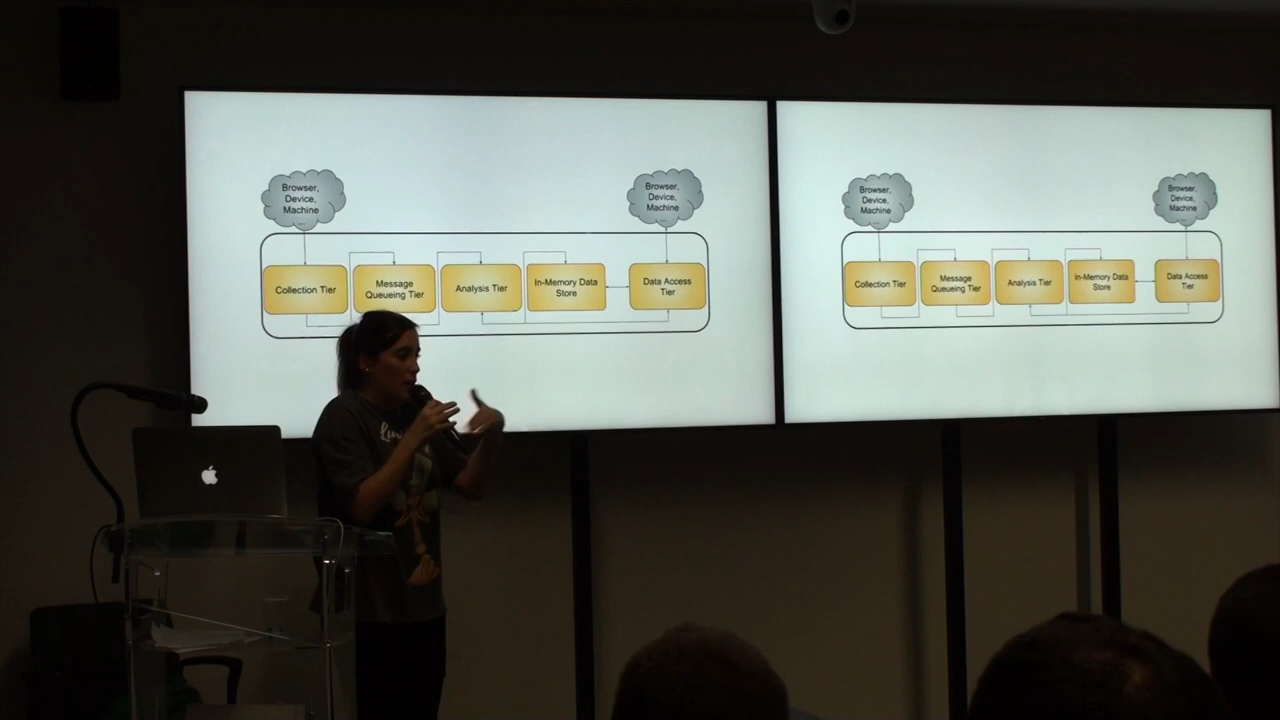 Browser,
Device,
Machine
...
Browser,
Device,
Machine
...
Collection Tier
Message
Queueing Tier
Analysis Tier
In-Memory Data
Store
Data Access
Tier
Browser,
Device,
Machine
...
Browser,
Device,
Machine
...
Collection Tier
Message
Queueing Tier
Analysis Tier
In-Memory Data
Store
Data Access
Tier